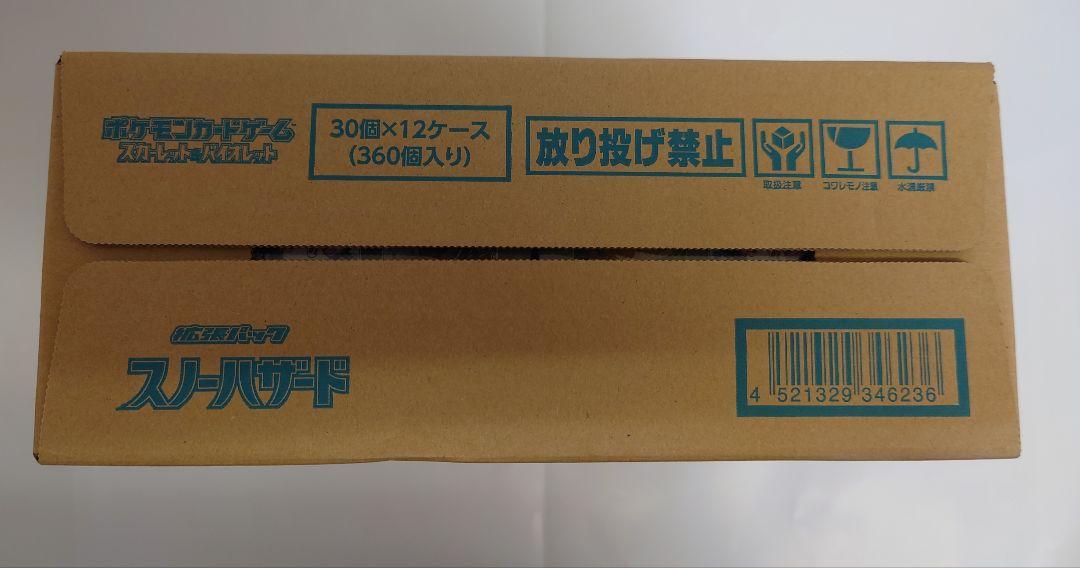 ポケモンカードゲーム
スカーレット&バイオレット
30個×12ケース
(360個入り)
放り投げ禁止
取扱注意
コワレモノ注意
水濡厳禁
拡張パック
スノーハザード
4 521329 346236